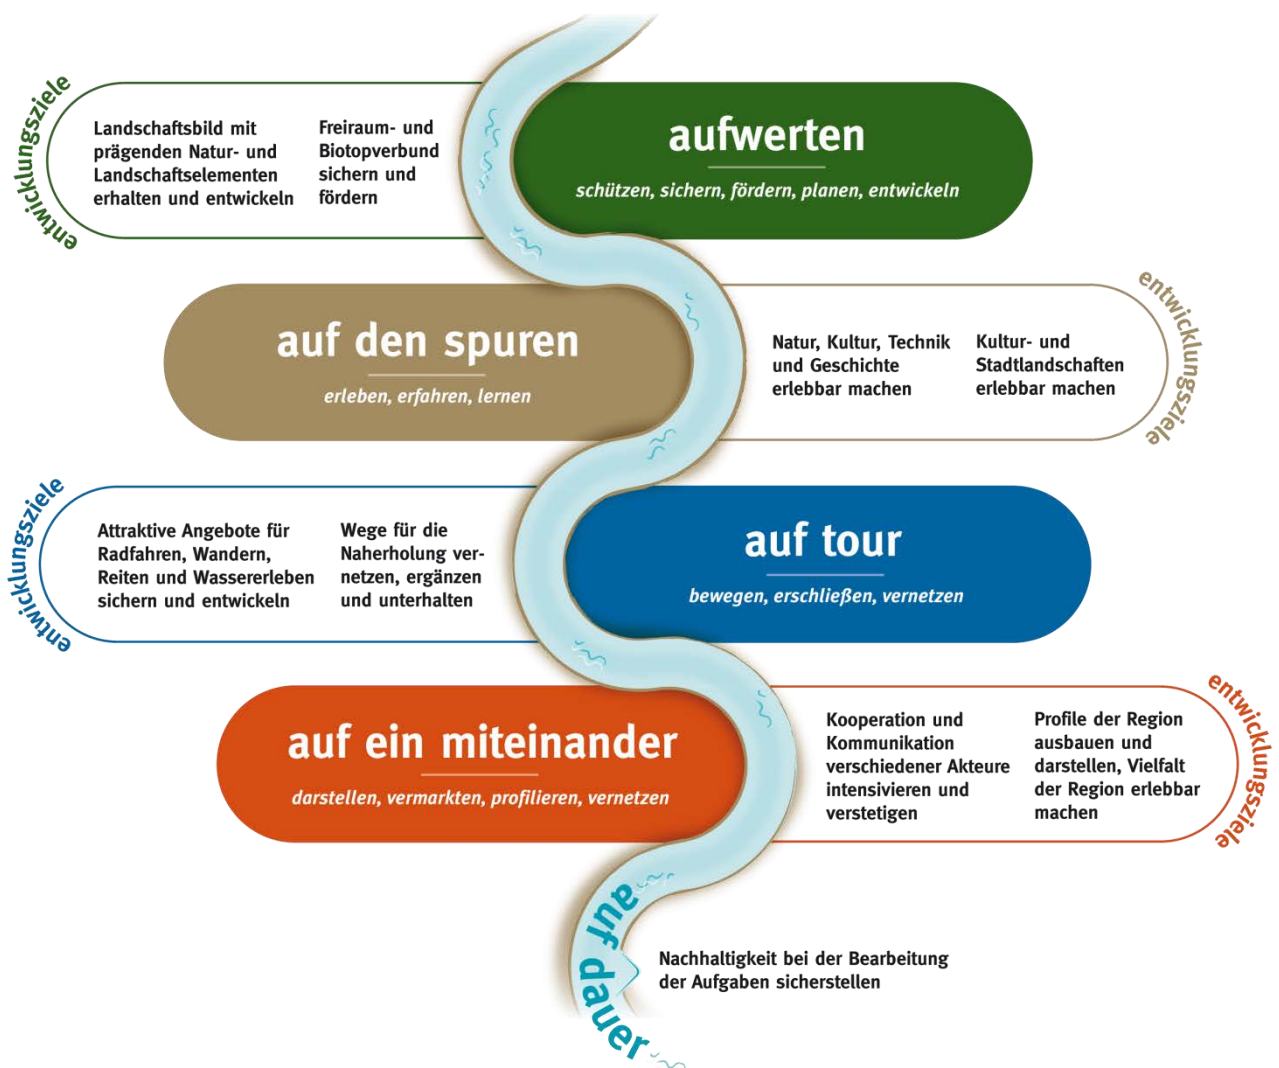 entwicklungsziele
Landschaftsbild mit
prägenden Natur- und
Landschaftselementen
erhalten und entwickeln
Freiraum- und
Biotopverbund
sichern und
fördern
aufwerten
schützen, sichern, fördern, planen, entwickeln
auf den spuren
erleben, erfahren, lernen
Natur, Kultur, Technik
und Geschichte
erlebbar machen
Kultur- und
Stadtlandschaften
erlebbar machen
entwicklungsziele
entwicklungsziele
Attraktive Angebote für
Radfahren, Wandern,
Reiten und Wassererleben
sichern und entwickeln
Wege für die
Naherholung ver-
netzen, ergänzen
und unterhalten
auf tour
bewegen, erschließen, vernetzen
auf ein miteinander
darstellen, vermarkten, profilieren, vernetzen
Kooperation und
Kommunikation
verschiedener Akteure
intensivieren und
verstetigen
Profile der Region
ausbauen und
darstellen, Vielfalt
der Region erlebbar
machen
entwicklungsziele
auf dauer
Nachhaltigkeit bei der Bearbeitung
der Aufgaben sicherstellen